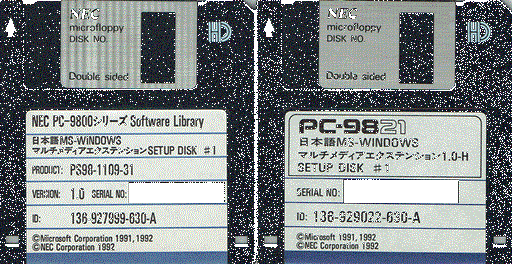 NEC
microfloppy
DISK NO.
HD
Double sided
NEC PC-9800シリーズ Software Library
日本語MS-WINDOWS
マルチメディアエクステンション SETUP DISK #1
PRODUCT: PS98-1109-31
VERSION: 1.0 SERIAL NO:
ID: 136-927999-630-A
©Microsoft Corporation 1991, 1992
©NEC Corporation 1992
NEC
microfloppy
DISK NO.
HD
Double sided
PC-9821
日本語MS-WINDOWS
マルチメディアエクステンション1.0-H
SETUP DISK #1
SERIAL NO:
ID: 136-929022-630-A
©Microsoft Corporation 1991, 1992
©NEC Corporation 1992